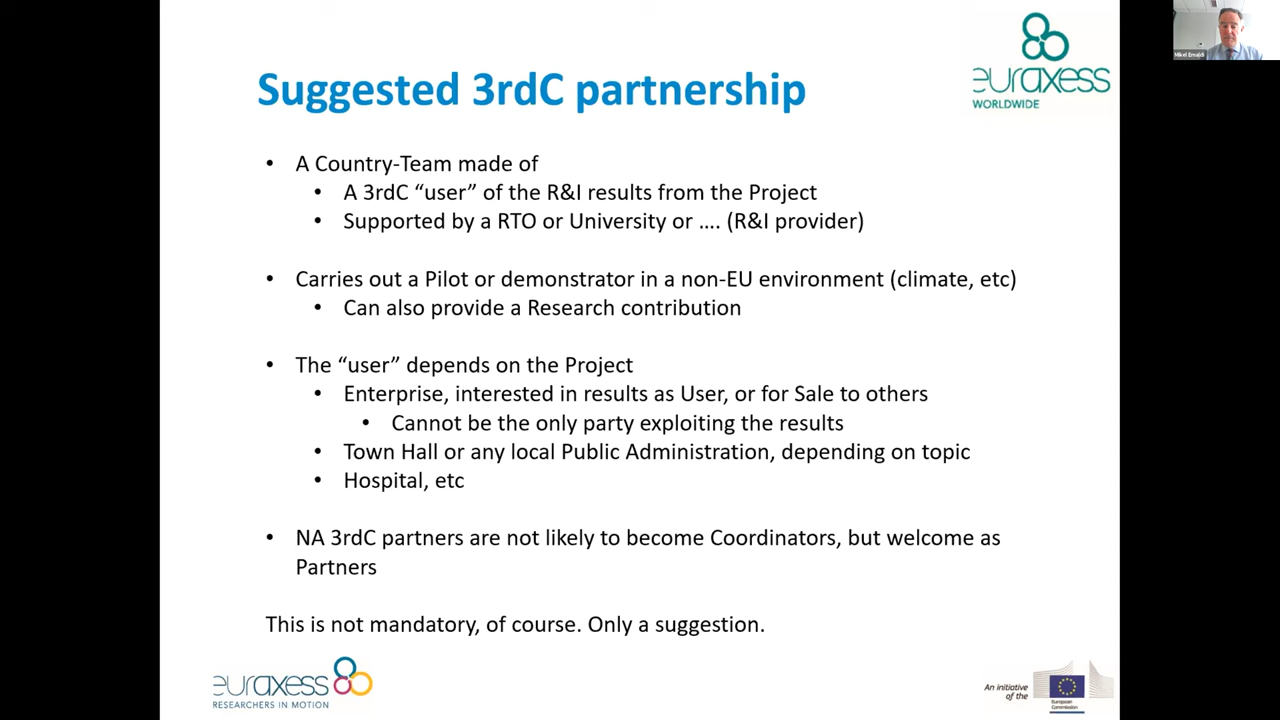 Suggested 3rdC partnership
euraxess
WORLDWIDE
Mikel Emaldi
• A Country-Team made of
• A 3rdC “user” of the R&I results from the Project
• Supported by a RTO or University or …. (R&I provider)
• Carries out a Pilot or demonstrator in a non-EU environment (climate, etc)
• Can also provide a Research contribution
• The “user” depends on the Project
• Enterprise, interested in results as User, or for Sale to others
• Cannot be the only party exploiting the results
• Town Hall or any local Public Administration, depending on topic
• Hospital, etc
• NA 3rdC partners are not likely to become Coordinators, but welcome as
Partners
This is not mandatory, of course. Only a suggestion.
euraxess
RESEARCHERS IN MOTION
An initiative
of the
European
Commission